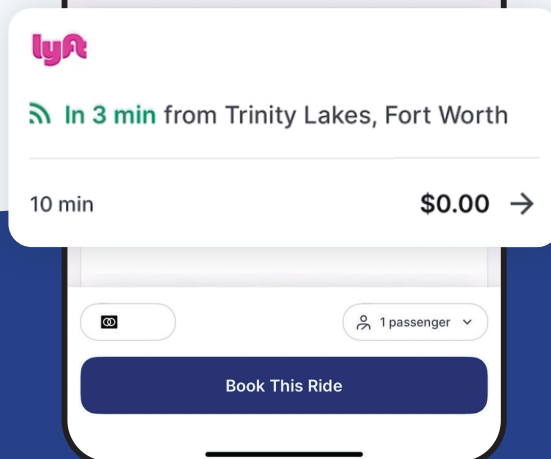 lyft
In 3 min from Trinity Lakes, Fort Worth
10 min $0.00
1 passenger
Book This Ride